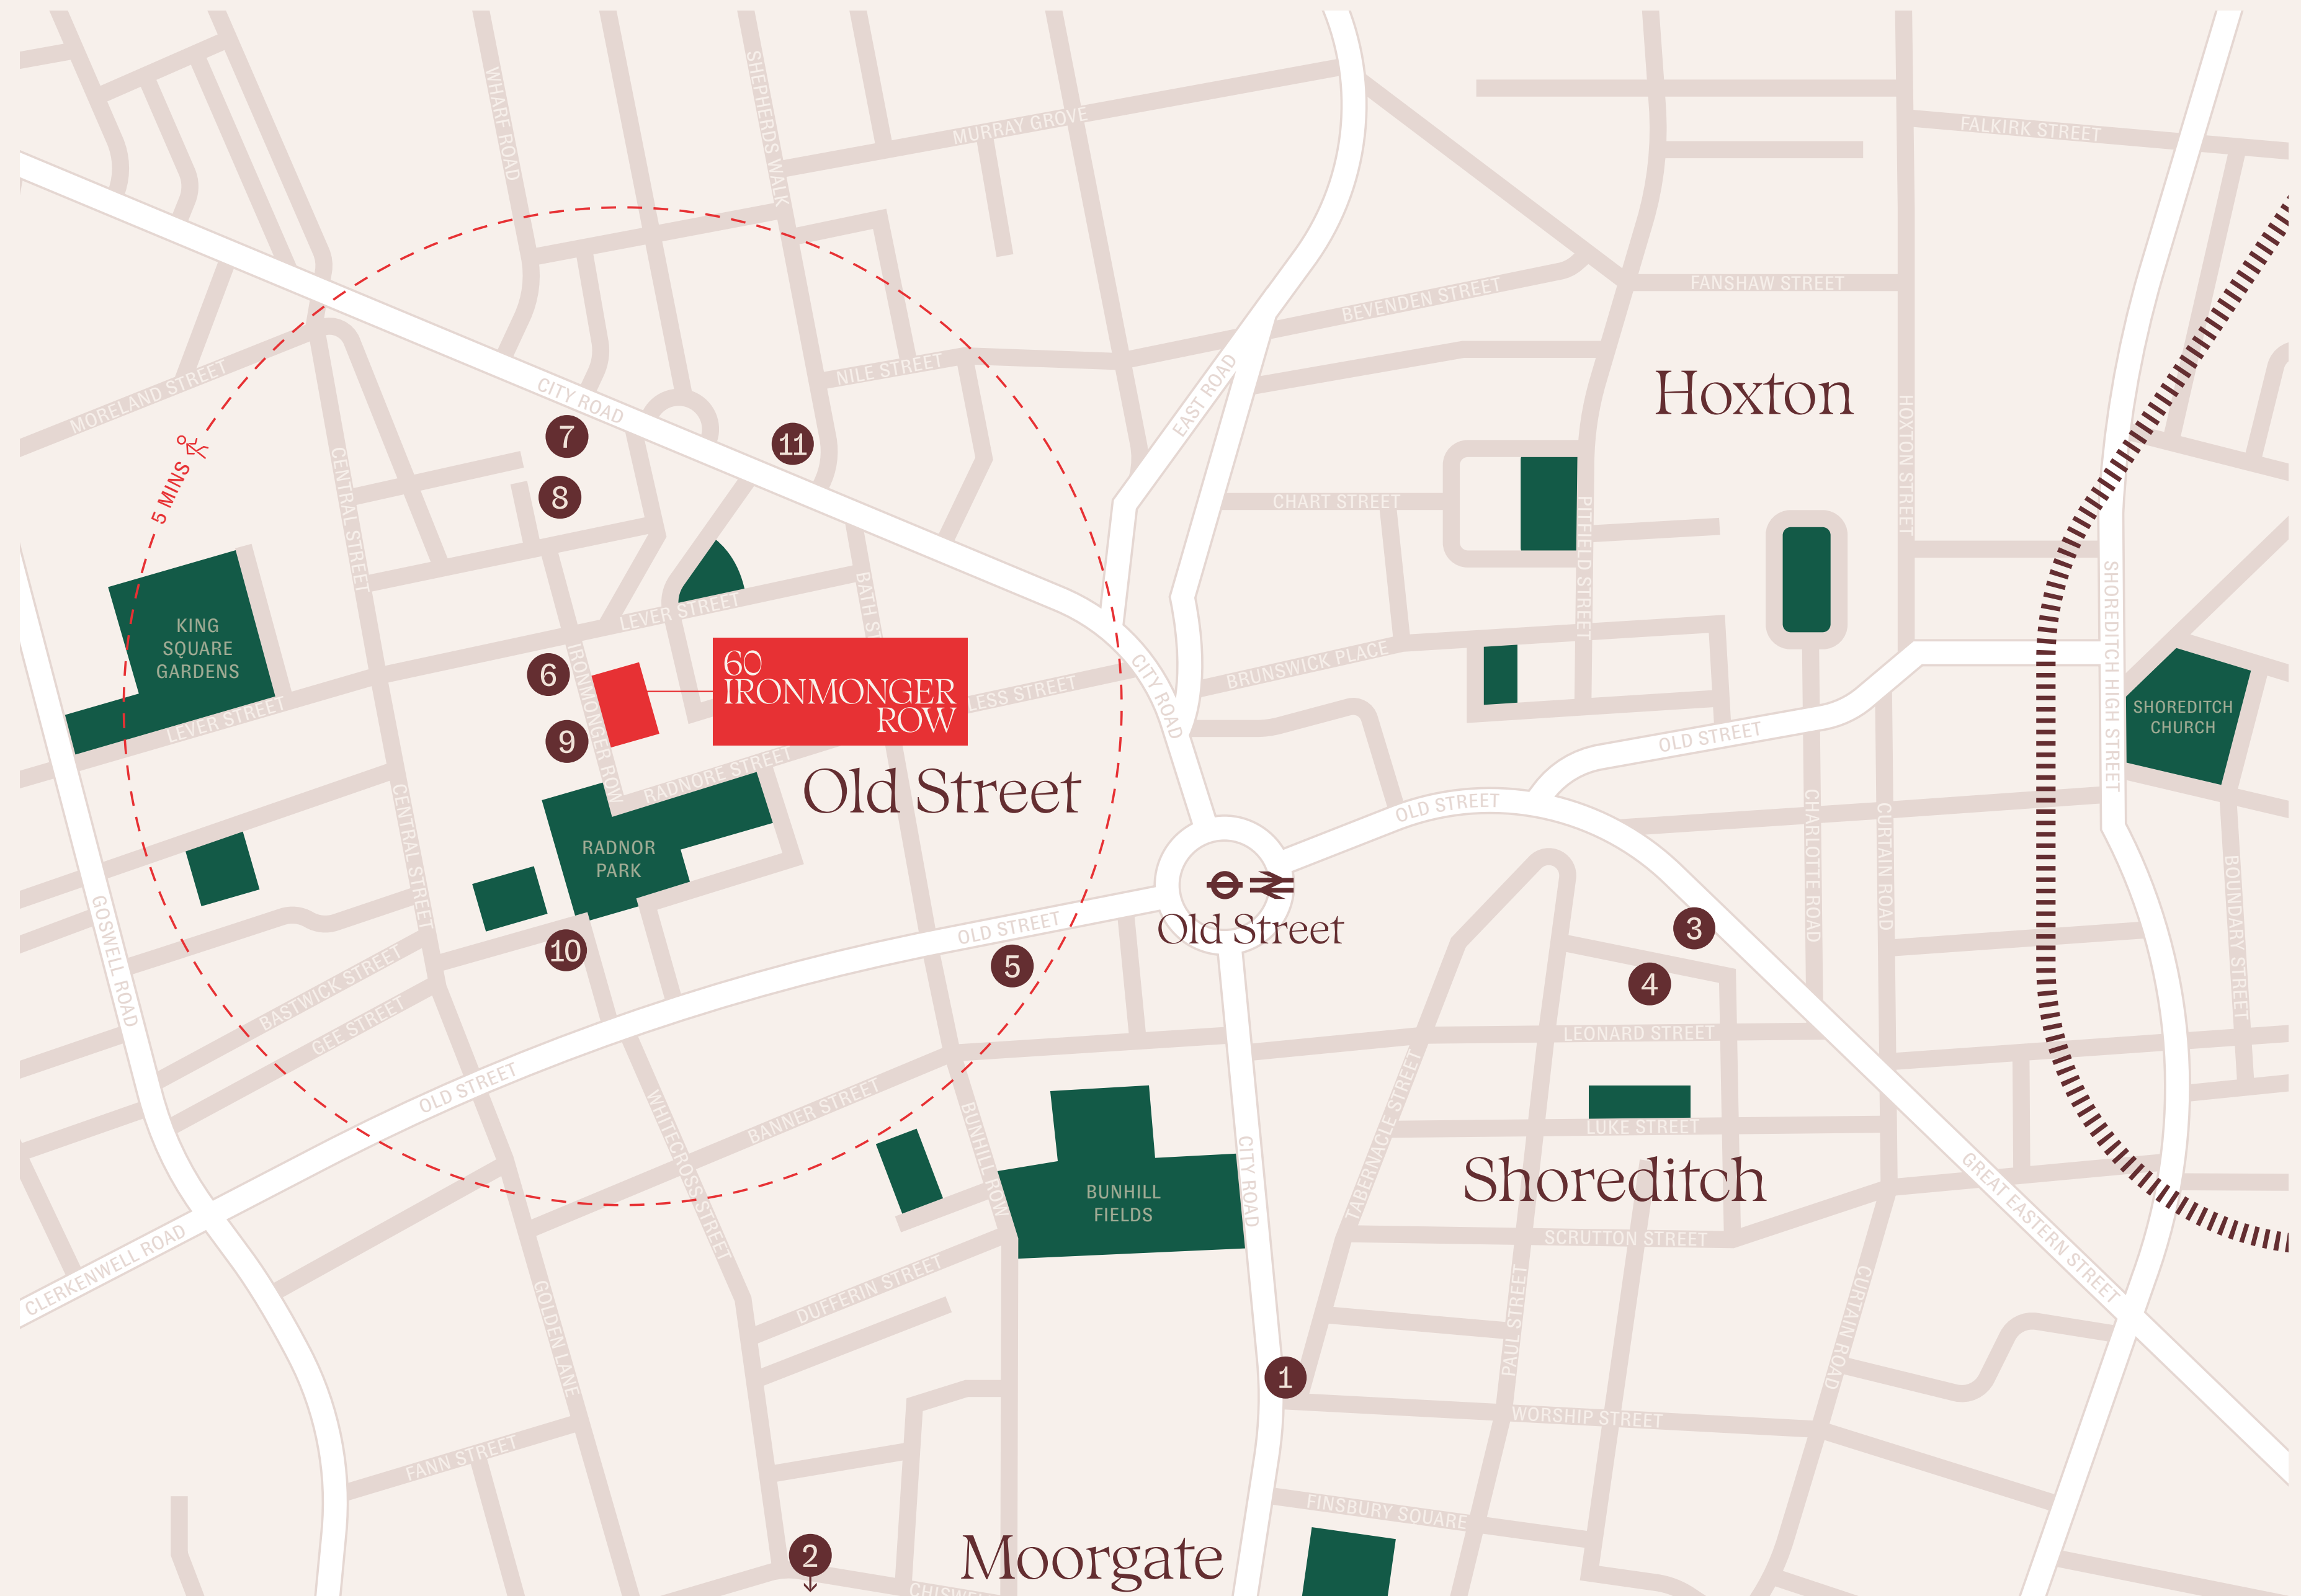 WHARF ROAD
SHEPHERDS WALK
MURRAY GROVE
FALKIRK STREET
FANSHAW STREET
BEVENDEN STREET
MORELAND STREET
CITY ROAD
NILE STREET
EAST ROAD
Hoxton
HOXTON STREET
5 MINS
7
11
8
CENTRAL STREET
CHART STREET
PITFIELD STREET
SHOREDITCH HIGH STREET
KING
SQUARE
GARDENS
LEVER STREET
BATH ST
IRONMONGER ROW
6
60
IRONMONGER
ROW
LESS STREET
CITY ROAD
BRUNSWICK PLACE
LEVER STREET
9
SHOREDITCH
CHURCH
OLD STREET
RADNORE STREET
Old Street
OLD STREET
CENTRAL STREET
RADNOR
PARK
CHARLOTTE ROAD
CURTAIN ROAD
BOUNDARY STREET
GOSWELL ROAD
OLD STREET
Old Street
3
10
5
4
BASTWICK STREET
GEE STREET
LEONARD STREET
OLD STREET
WHITECROSS STREET
BANNER STREET
BUNHILL ROW
TABERNACLE STREET
LUKE STREET
BUNHILL
FIELDS
CITY ROAD
Shoreditch
GREAT EASTERN STREET
SCRUTTON STREET
CLERKENWELL ROAD
DUFFERIN STREET
GOLDEN LANE
PAUL STREET
CURTAIN ROAD
1
WORSHIP STREET
FANN STREET
FINSBURY SQUARE
2
Moorgate
CHISWEL